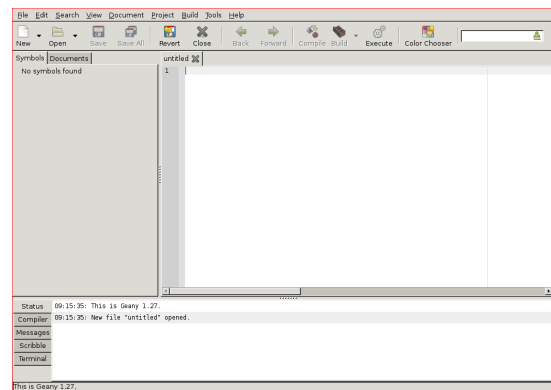 File Edit Search View Document Project Build Tools Help
New Open Save Save All Revert Close Back Forward Compile Build Execute Color Chooser
Symbols Documents
untitled
No symbols found
1
Status
Compiler
Messages
Scribble
Terminal
09:15:35: This is Geany 1.27.
09:15:35: New file "untitled" opened.
This is Geany 1.27.